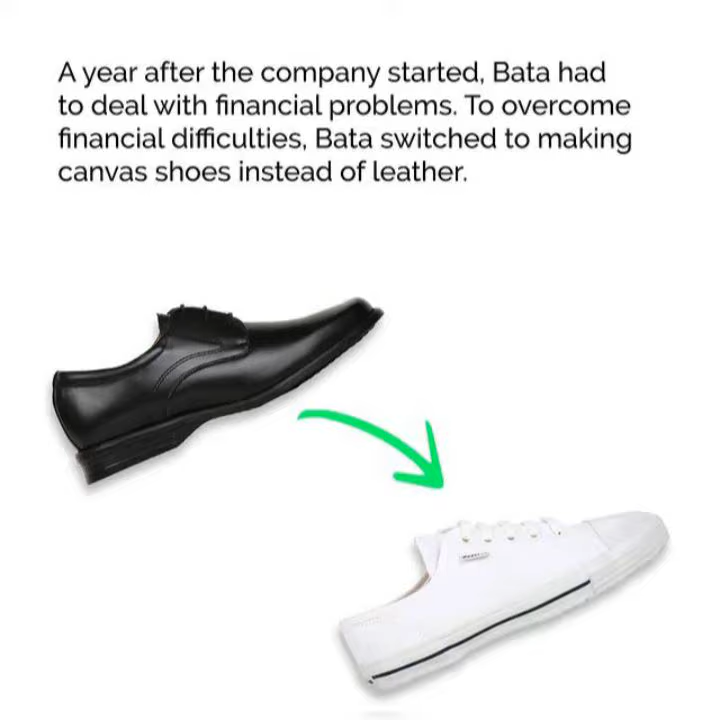 A year after the company started, Bata had
to deal with financial problems. To overcome
financial difficulties, Bata switched to making
canvas shoes instead of leather.